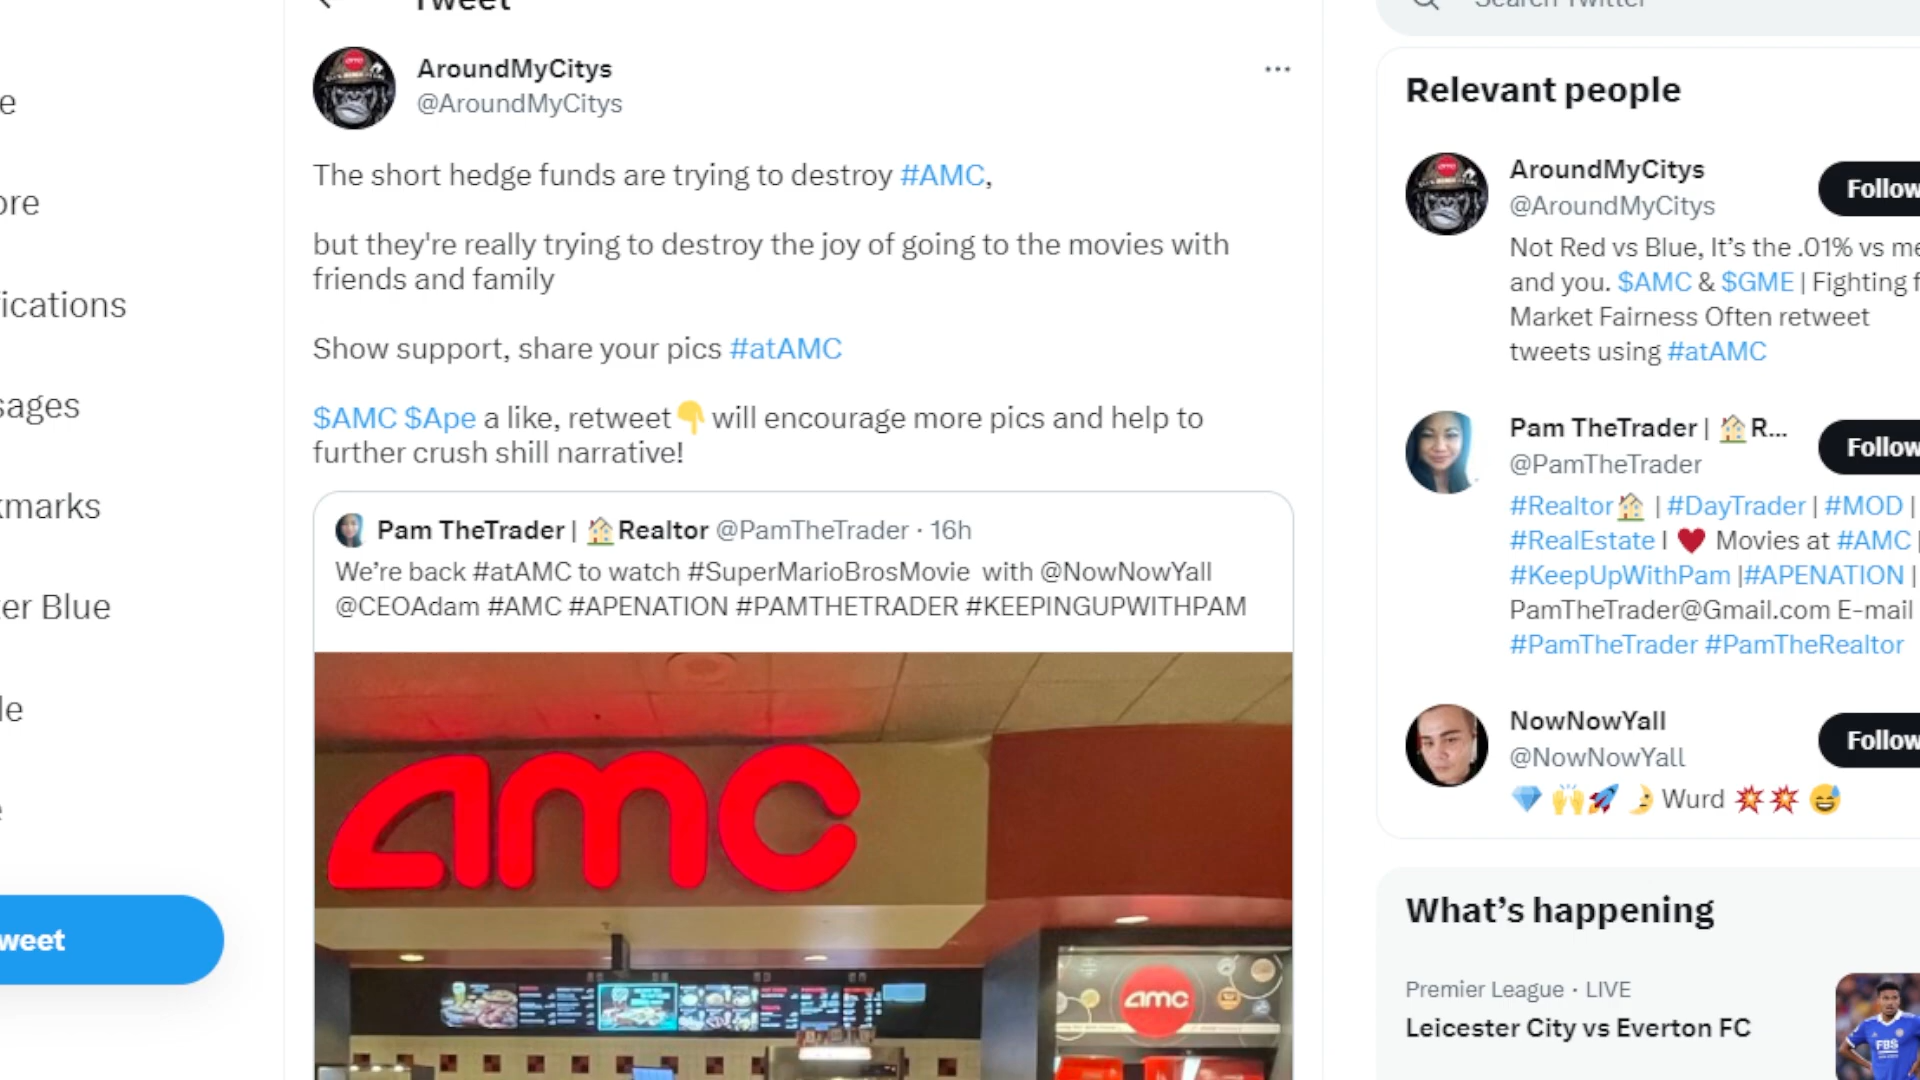 Tweet
AroundMyCitys
@AroundMyCitys
The short hedge funds are trying to destroy #AMC,
but they're really trying to destroy the joy of going to the movies with
friends and family
Show support, share your pics #atAMC
$AMC $Ape a like, retweet👇will encourage more pics and help to
further crush shill narrative!
Pam TheTrader | 🏠Realtor @PamTheTrader · 16h
We’re back #atAMC to watch #SuperMarioBrosMovie with @NowNowYall
@CEOAdam #AMC #APENATION #PAMTHETRADER #KEEPINGUPWITHPAM
amc
amc
e
ore
ications
sages
kmarks
er Blue
le
e
weet
Search Twitter
Relevant people
AroundMyCitys
@AroundMyCitys
Follow
Not Red vs Blue, It’s the .01% vs me
and you. $AMC & $GME | Fighting f
Market Fairness Often retweet
tweets using #atAMC
Pam TheTrader | 🏠R...
@PamTheTrader
Follow
#Realtor🏠 | #DayTrader | #MOD |
#RealEstate I ♥ Movies at #AMC |
#KeepUpWithPam |#APENATION |
PamTheTrader@Gmail.com E-mail
#PamTheTrader #PamTheRealtor
NowNowYall
@NowNowYall
Follow
💎 🙌🚀 🌛 Wurd 💥💥 😅
What’s happening
Premier League · LIVE
Leicester City vs Everton FC
FBS